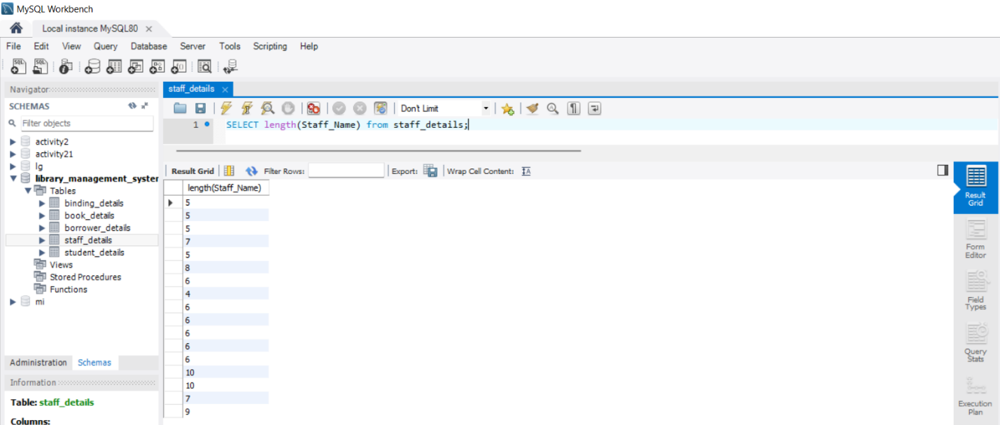 MySQL Workbench
Local instance MySQL80
File Edit View Query Database Server Tools Scripting Help
Navigator
SCHEMAS
Filter objects
activity2
activity21
lg
library_management_syster
Tables
binding_details
book_details
borrower_details
staff_details
student_details
Views
Stored Procedures
Functions
mi
Administration Schemas
Information
Table: staff_details
Columns:
staff_details
Don't Limit
1 SELECT length(Staff_Name) from staff_details;
Result Grid Filter Rows: Export: Wrap Cell Content:
length(Staff_Name)
5
5
5
7
5
8
6
4
6
6
6
6
6
10
10
7
9
Result
Grid
Form
Editor
Field
Types
Query
Stats
Execution
Plan